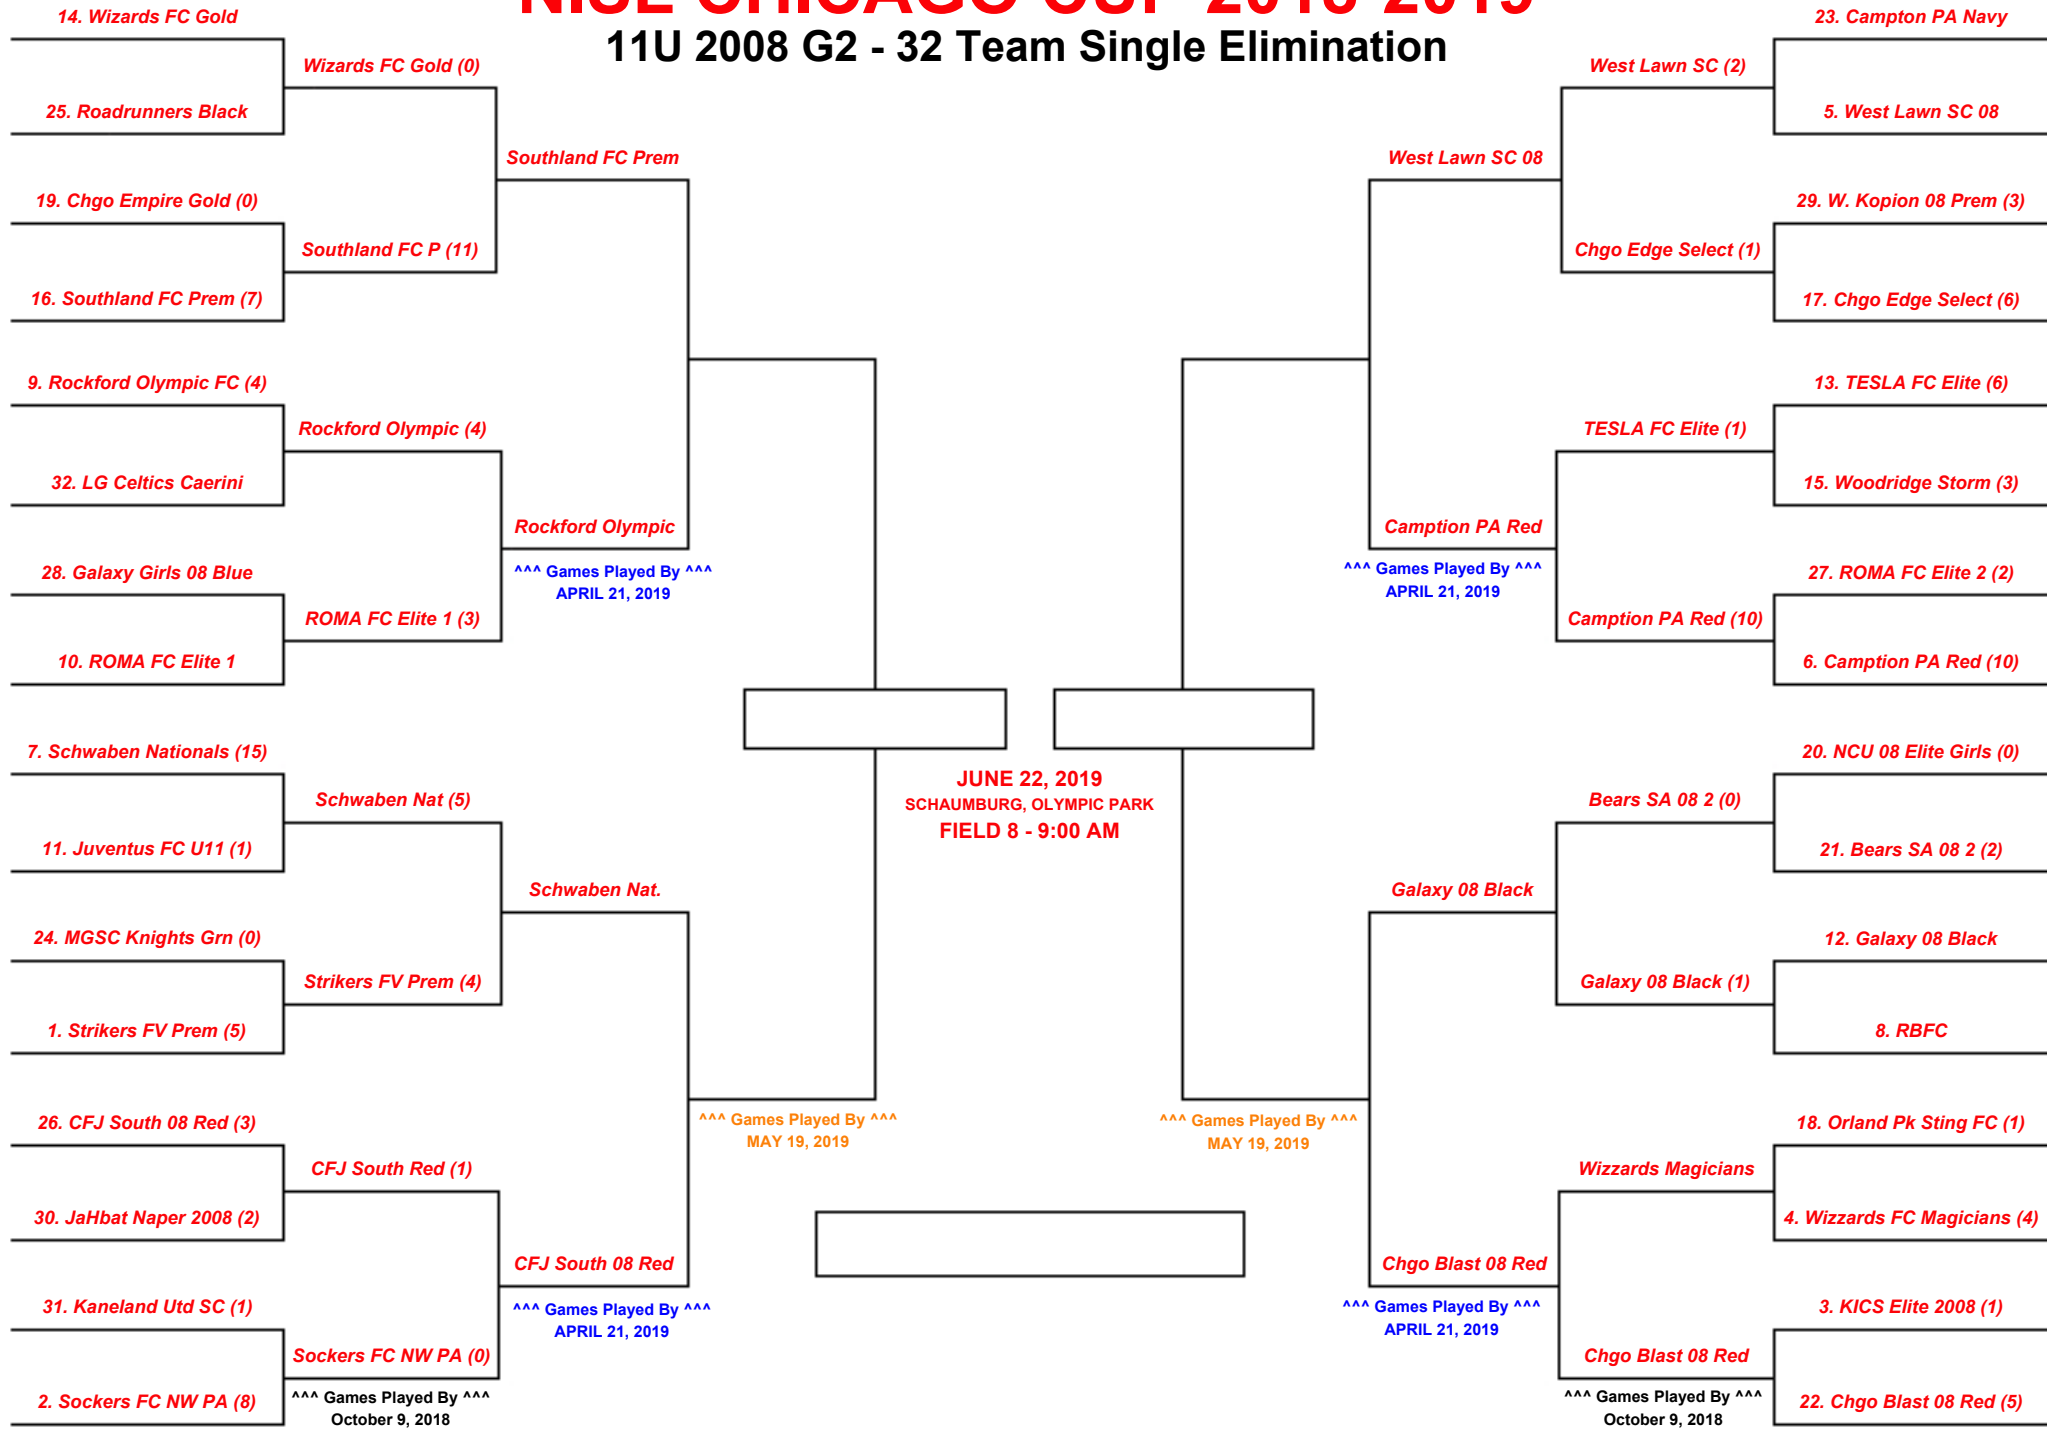 NISL CHICAGO CUP 2018-2019
11U 2008 G2 - 32 Team Single Elimination
14. Wizards FC Gold
25. Roadrunners Black
19. Chgo Empire Gold (0)
16. Southland FC Prem (7)
9. Rockford Olympic FC (4)
32. LG Celtics Caerini
28. Galaxy Girls 08 Blue
10. ROMA FC Elite 1
7. Schwaben Nationals (15)
11. Juventus FC U11 (1)
24. MGSC Knights Grn (0)
1. Strikers FV Prem (5)
26. CFJ South 08 Red (3)
30. JaHbat Naper 2008 (2)
31. Kaneland Utd SC (1)
2. Sockers FC NW PA (8)
Wizards FC Gold (0)
Southland FC P (11)
Rockford Olympic (4)
ROMA FC Elite 1 (3)
Schwaben Nat (5)
Strikers FV Prem (4)
CFJ South Red (1)
Sockers FC NW PA (0)
^^^ Games Played By ^^^
October 9, 2018
Southland FC Prem
Rockford Olympic
^^^ Games Played By ^^^
APRIL 21, 2019
Schwaben Nat.
CFJ South 08 Red
^^^ Games Played By ^^^
APRIL 21, 2019
^^^ Games Played By ^^^
MAY 19, 2019
JUNE 22, 2019
SCHAUMBURG, OLYMPIC PARK
FIELD 8 - 9:00 AM
^^^ Games Played By ^^^
MAY 19, 2019
West Lawn SC 08
Camption PA Red
^^^ Games Played By ^^^
APRIL 21, 2019
Galaxy 08 Black
Chgo Blast 08 Red
^^^ Games Played By ^^^
APRIL 21, 2019
West Lawn SC (2)
Chgo Edge Select (1)
TESLA FC Elite (1)
Camption PA Red (10)
Bears SA 08 2 (0)
Galaxy 08 Black (1)
Wizzards Magicians
Chgo Blast 08 Red
^^^ Games Played By ^^^
October 9, 2018
23. Campton PA Navy
5. West Lawn SC 08
29. W. Kopion 08 Prem (3)
17. Chgo Edge Select (6)
13. TESLA FC Elite (6)
15. Woodridge Storm (3)
27. ROMA FC Elite 2 (2)
6. Camption PA Red (10)
20. NCU 08 Elite Girls (0)
21. Bears SA 08 2 (2)
12. Galaxy 08 Black
8. RBFC
18. Orland Pk Sting FC (1)
4. Wizzards FC Magicians (4)
3. KICS Elite 2008 (1)
22. Chgo Blast 08 Red (5)